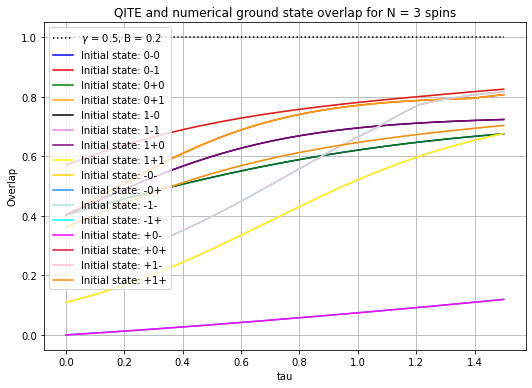 QITE and numerical ground state overlap for N = 3 spins
γ = 0.5, B = 0.2
Initial state: 0-0
Initial state: 0-1
Initial state: 0+0
Initial state: 0+1
Initial state: 1-0
Initial state: 1-1
Initial state: 1+0
Initial state: 1+1
Initial state: -0-
Initial state: -0+
Initial state: -1-
Initial state: -1+
Initial state: +0-
Initial state: +0+
Initial state: +1-
Initial state: +1+
Overlap
1.0
0.8
0.6
0.4
0.2
0.0
0.0 0.2 0.4 0.6 0.8 1.0 1.2 1.4
tau